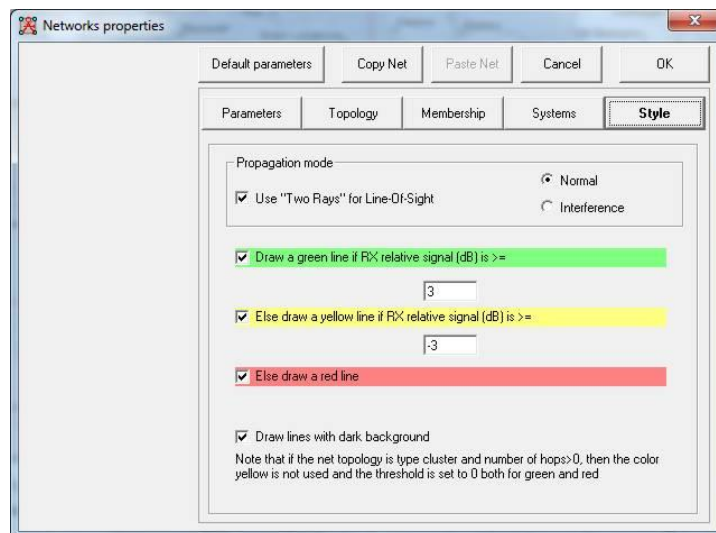 Networks properties
Default parameters
Copy Net
Paste Net
Cancel
OK
Parameters
Topology
Membership
Systems
Style
Propagation mode
Use "Two Rays" for Line-Of-Sight
Normal
Interference
Draw a green line if RX relative signal (dB) is >=
3
Else draw a yellow line if RX relative signal (dB) is >=
-3
Else draw a red line
Draw lines with dark background
Note that if the net topology is type cluster and number of hops>0, then the color
yellow is not used and the threshold is set to 0 both for green and red